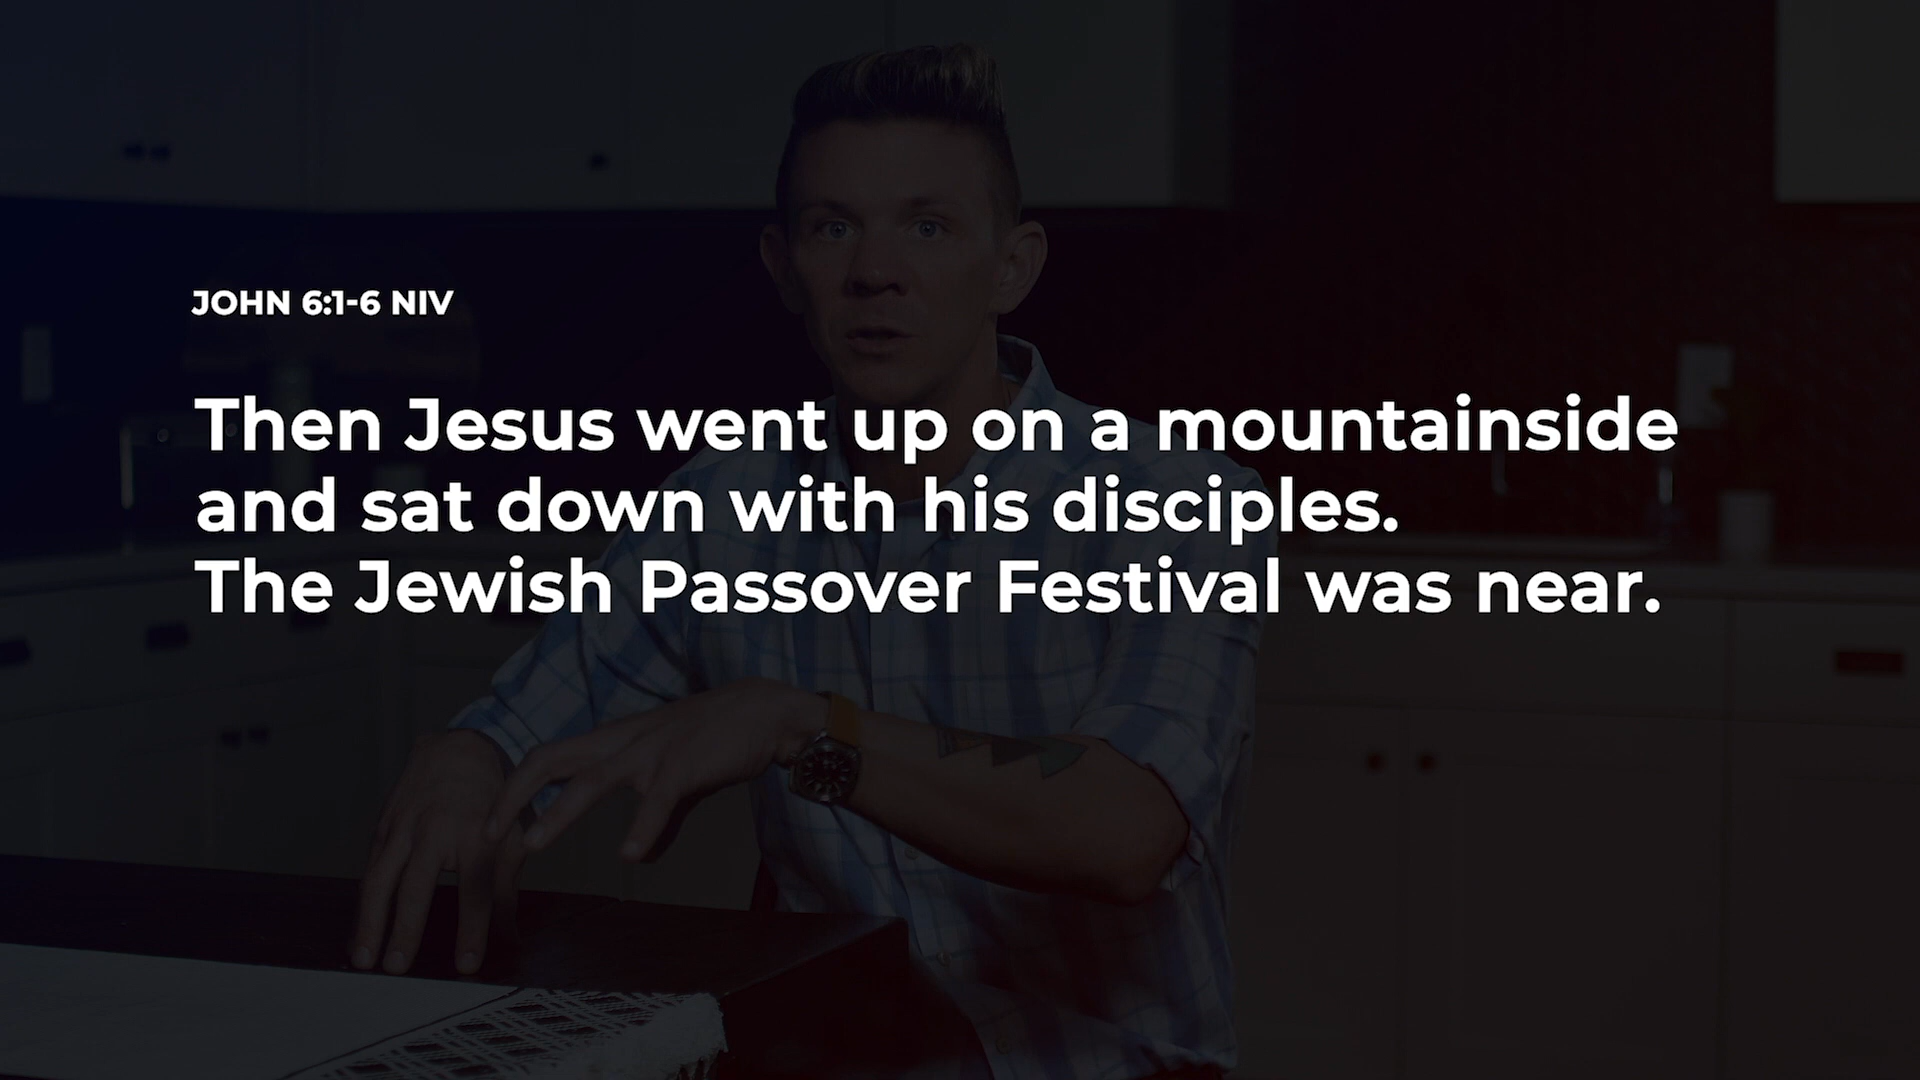 JOHN 6:1-6 NIV
Then Jesus went up on a mountainside
and sat down with his disciples.
The Jewish Passover Festival was near.